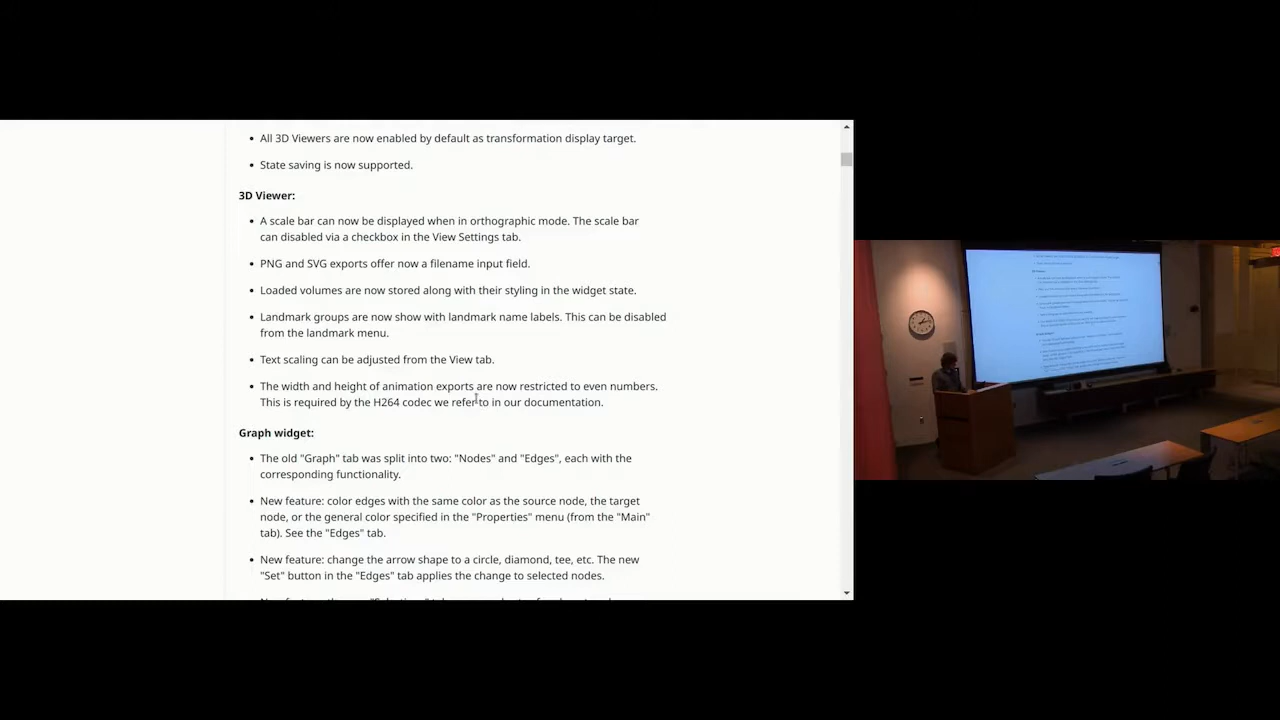 All 3D Viewers are now enabled by default as transformation display target.
State saving is now supported.
3D Viewer:
A scale bar can now be displayed when in orthographic mode. The scale bar
can disabled via a checkbox in the View Settings tab.
PNG and SVG exports offer now a filename input field.
Loaded volumes are now stored along with their styling in the widget state.
Landmark groups are now show with landmark name labels. This can be disabled
from the landmark menu.
Text scaling can be adjusted from the View tab.
The width and height of animation exports are now restricted to even numbers.
This is required by the H264 codec we refer to in our documentation.
Graph widget:
The old "Graph" tab was split into two: "Nodes" and "Edges", each with the
corresponding functionality.
New feature: color edges with the same color as the source node, the target
node, or the general color specified in the "Properties" menu (from the "Main"
tab). See the "Edges" tab.
New feature: change the arrow shape to a circle, diamond, tee, etc. The new
"Set" button in the "Edges" tab applies the change to selected nodes.